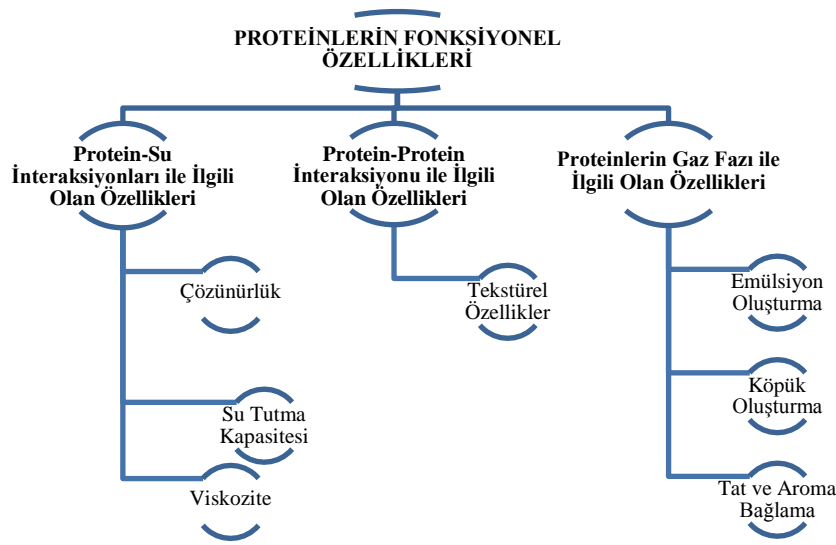 PROTEİNLERİN FONKSİYONEL
ÖZELLİKLERİ
Protein-Su
İnteraksiyonları ile İlgili
Olan Özellikleri
Çözünürlük
Su Tutma
Kapasitesi
Viskozite
Protein-Protein
İnteraksiyonu ile İlgili
Olan Özellikleri
Tekstürel
Özellikler
Proteinlerin Gaz Fazı ile
İlgili Olan Özellikleri
Emülsiyon
Oluşturma
Köpük
Oluşturma
Tat ve Aroma
Bağlama